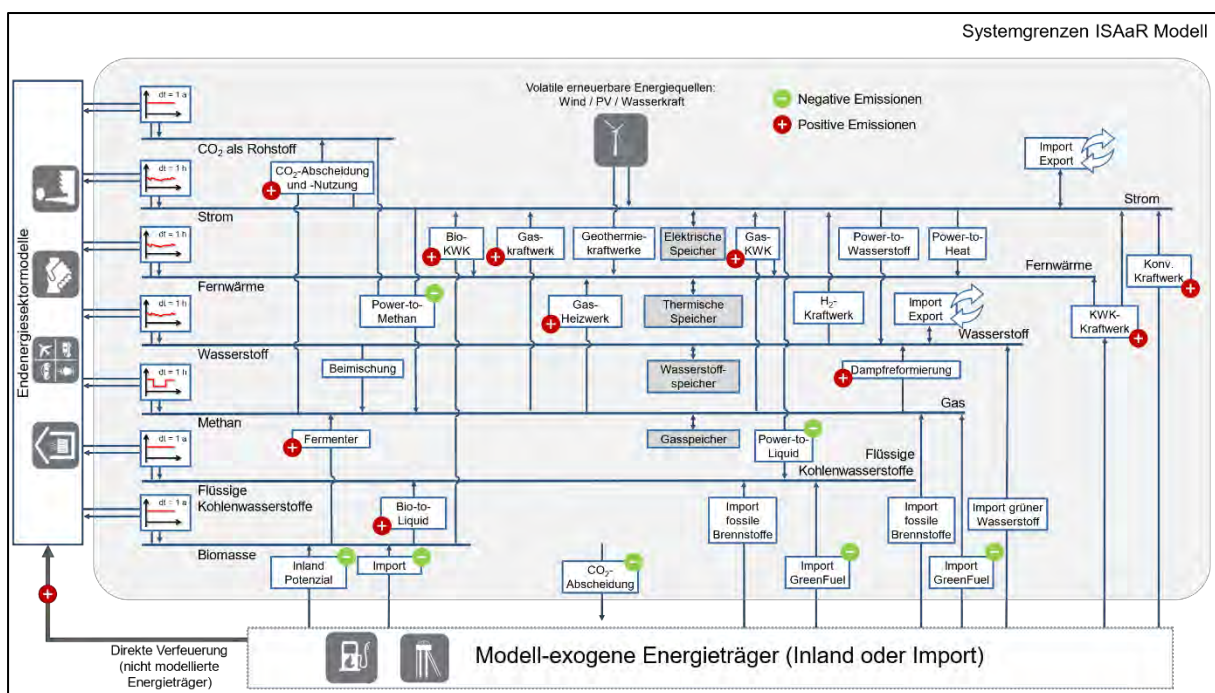 Systemgrenzen ISAaR Modell
Endenergiesektormodelle
dt = 1 a
dt = 1 h
dt = 1 h
dt = 1 h
dt = 1 h
dt = 1 a
dt = 1 a
Volatile erneuerbare Energiequellen:
Wind / PV / Wasserkraft
Negative Emissionen
Positive Emissionen
Import
Export
CO₂ als Rohstoff
CO₂-Abscheidung
und -Nutzung
Strom
Strom
Bio-
KWK
Gas-
kraftwerk
Geothermie-
kraftwerke
Elektrische
Speicher
Gas-
KWK
Power-to-
Wasserstoff
Power-to-
Heat
Fernwärme
Konv.
Kraftwerk
Fernwärme
Power-to-
Methan
Gas-
Heizwerk
Thermische
Speicher
H₂-
Kraftwerk
Import
Export
KWK-
Kraftwerk
Wasserstoff
Wasserstoff
Beimischung
Wasserstoff-
speicher
Dampfreformierung
Gas
Methan
Fermenter
Gasspeicher
Power-to-
Liquid
Flüssige
Kohlenwasserstoffe
Flüssige
Kohlenwasserstoffe
Bio-to-
Liquid
Import
fossile
Brennstoffe
Import
fossile
Brennstoffe
Import grüner
Wasserstoff
Biomasse
Inland
Potenzial
Import
CO₂-
Abscheidung
Import
GreenFuel
Import
GreenFuel
Direkte Verfeuerung
(nicht modellierte
Energieträger)
Modell-exogene Energieträger (Inland oder Import)